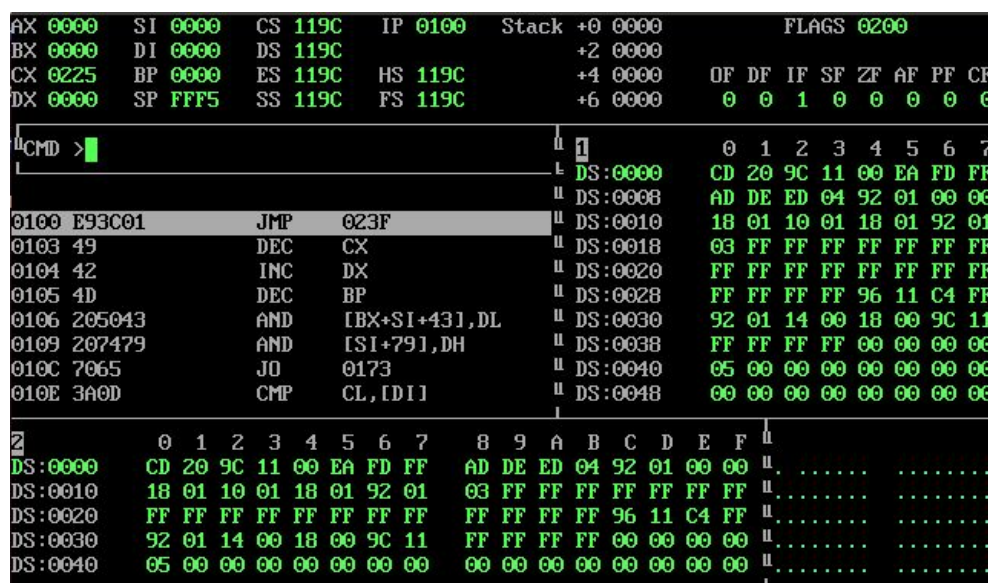 AX 0000 SI 0000 CS 119C IP 0100 Stack +0 0000 FLAGS 0200
BX 0000 DI 0000 DS 119C +2 0000
CX 0225 BP 0000 ES 119C HS 119C +4 0000 OF DF IF SF ZF AF PF CF
DX 0000 SP FFF5 SS 119C FS 119C +6 0000 0 0 1 0 0 0 0 0
CMD >
0100 E93C01 JMP 023F
0103 49 DEC CX
0104 42 INC DX
0105 4D DEC BP
0106 205043 AND [BX+SI+43],DL
0109 207479 AND [SI+79],DH
010C 7065 JO 0173
010E 3A0D CMP CL,[DI]
1 0 1 2 3 4 5 6 7
DS:0000 CD 20 9C 11 00 EA FD FF
DS:0008 AD DE ED 04 92 01 00 00
DS:0010 18 01 10 01 18 01 92 01
DS:0018 03 FF FF FF FF FF FF FF
DS:0020 FF FF FF FF FF FF FF FF
DS:0028 FF FF FF FF 96 11 C4 FF
DS:0030 92 01 14 00 18 00 9C 11
DS:0038 FF FF FF FF 00 00 00 00
DS:0040 05 00 00 00 00 00 00 00
DS:0048 00 00 00 00 00 00 00 00
2 0 1 2 3 4 5 6 7 8 9 A B C D E F
DS:0000 CD 20 9C 11 00 EA FD FF AD DE ED 04 92 01 00 00
DS:0010 18 01 10 01 18 01 92 01 03 FF FF FF FF FF FF FF
DS:0020 FF FF FF FF FF FF FF FF FF FF FF FF 96 11 C4 FF
DS:0030 92 01 14 00 18 00 9C 11 FF FF FF FF 00 00 00 00
DS:0040 05 00 00 00 00 00 00 00 00 00 00 00 00 00 00 00